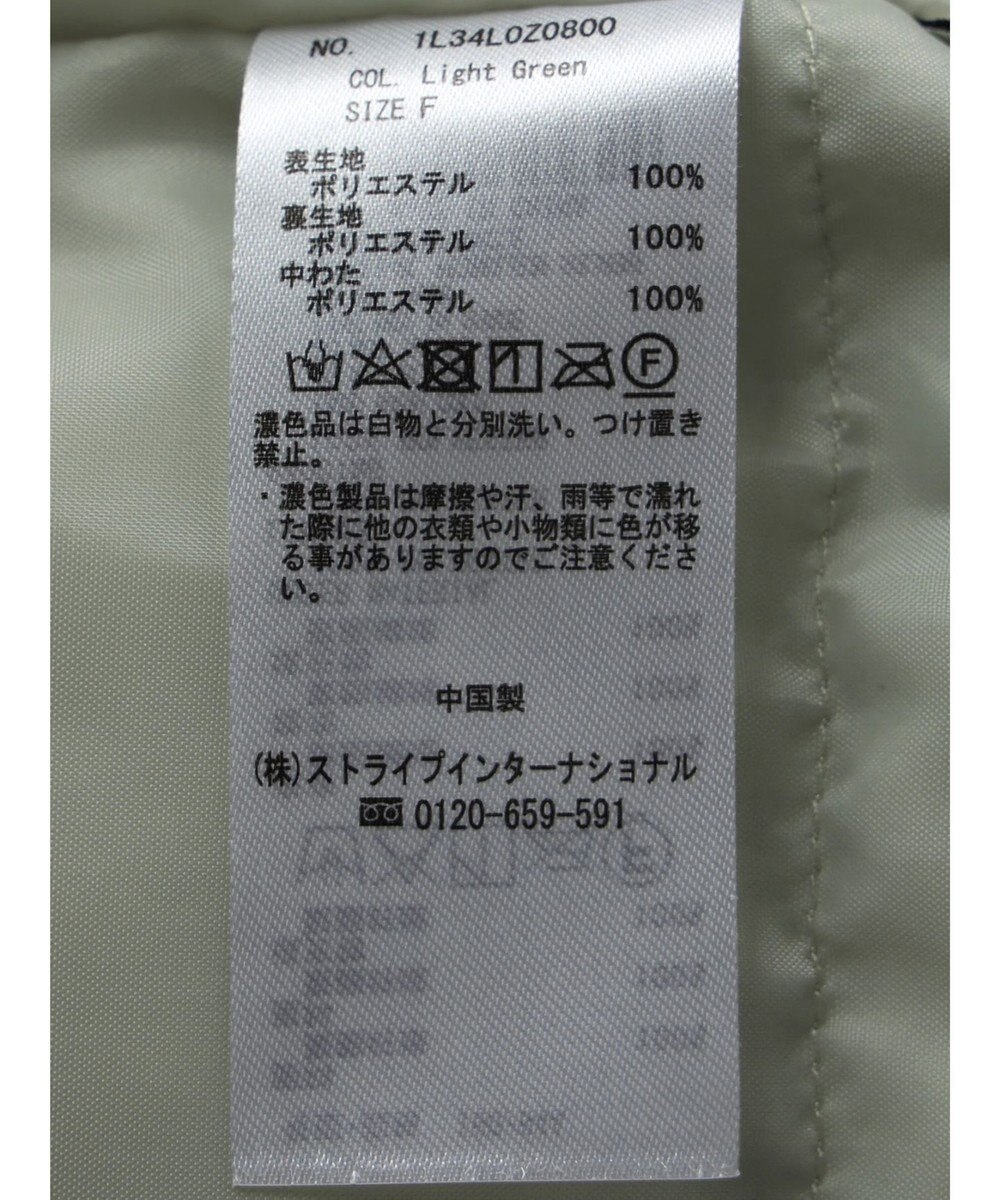 NO. 1L34L0Z0800
COL. Light Green
SIZE F
表生地
ポリエステル 100%
裏生地
ポリエステル 100%
中わた
ポリエステル 100%
F
濃色品は白物と分別洗い。つけ置き
禁止。
・濃色製品は摩擦や汗、雨等で濡れ
た際に他の衣類や小物類に色が移
る事がありますのでご注意くださ
い。
中国製
(株)ストライプインターナショナル
0120-659-591